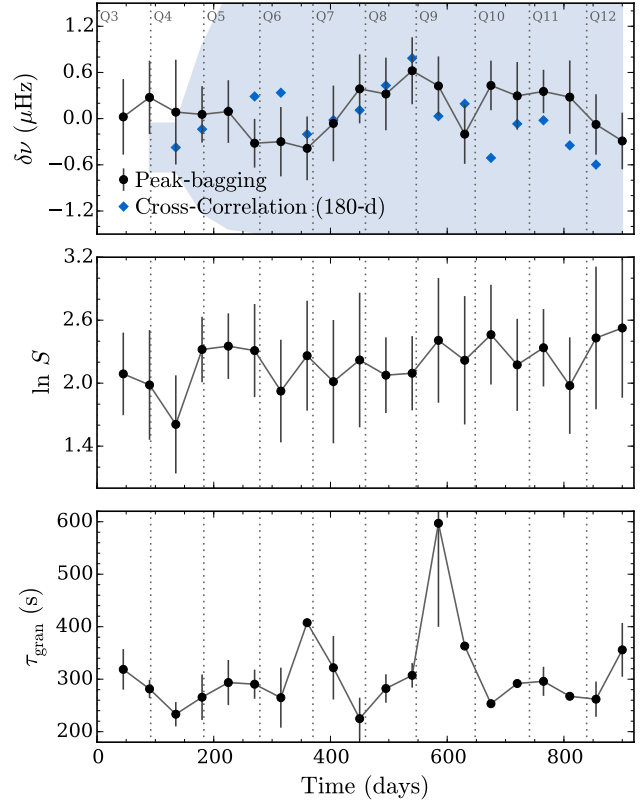 Q3 Q4 Q5 Q6 Q7 Q8 Q9 Q10 Q11 Q12
1.2
0.6
0.0
−0.6
−1.2
δν (μHz)
Peak-bagging
Cross-Correlation (180-d)
3.2
2.6
2.0
1.4
ln S
600
500
400
300
200
τgran (s)
0 200 400 600 800
Time (days)